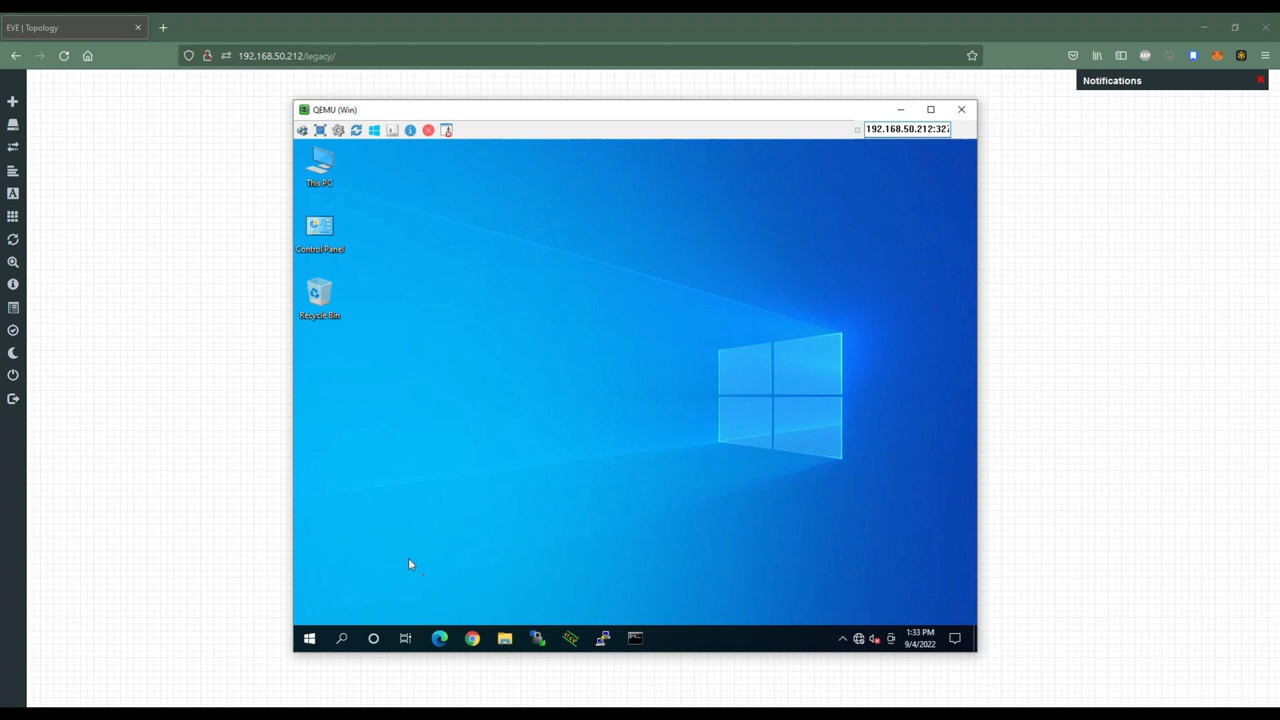 EVE | Topology
192.168.50.212/legacy/
Notifications
QEMU (Win)
192.168.50.212:327
This PC
Control Panel
Recycle Bin
1:33 PM
9/4/2022